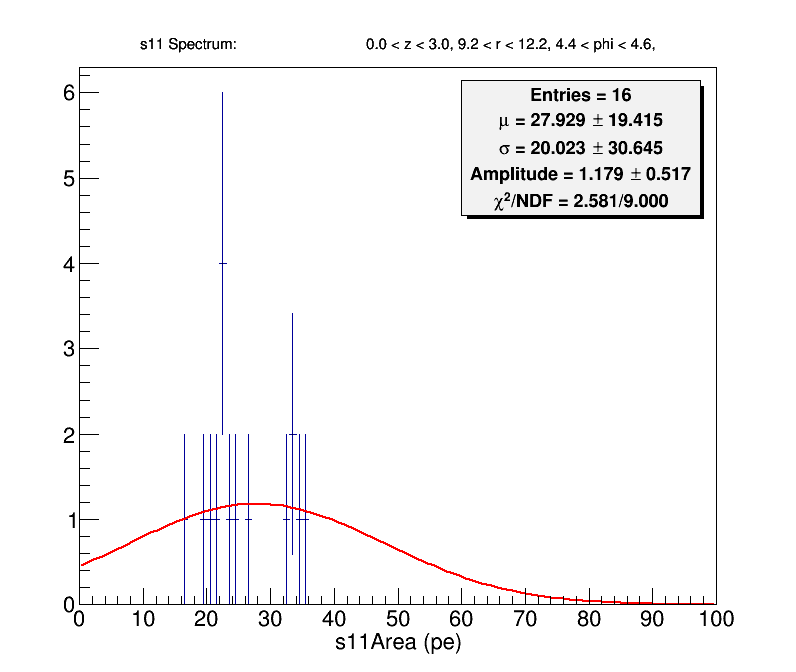 s11 Spectrum: 0.0 < z < 3.0, 9.2 < r < 12.2, 4.4 < phi < 4.6,
Entries = 16
μ = 27.929 ± 19.415
σ = 20.023 ± 30.645
Amplitude = 1.179 ± 0.517
χ²/NDF = 2.581/9.000
6
5
4
3
2
1
0
0 10 20 30 40 50 60 70 80 90 100
s11Area (pe)